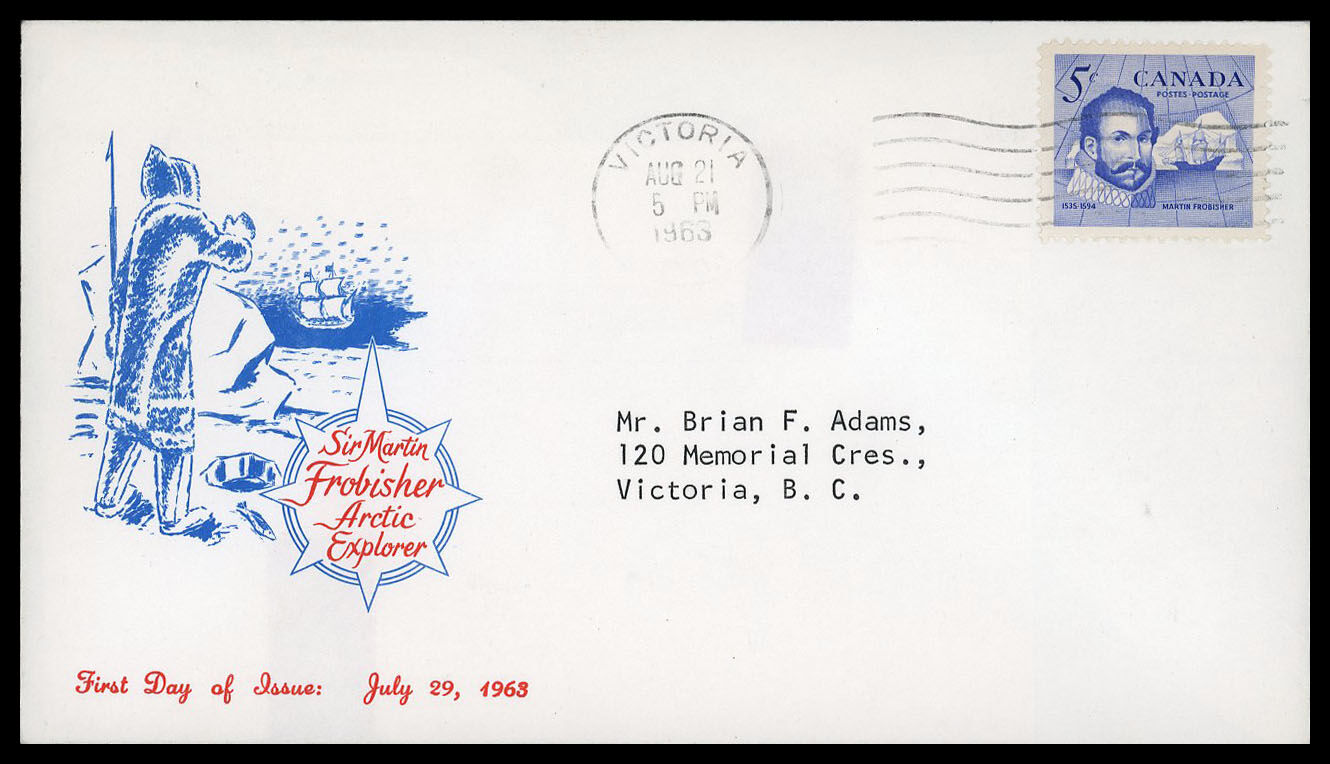 VICTORIA
AUG 21
5 PM
1963
5¢ CANADA
POSTES·POSTAGE
1535-1594 MARTIN FROBISHER
Mr. Brian F. Adams,
120 Memorial Cres.,
Victoria, B. C.
Sir Martin
Frobisher
Arctic
Explorer
First Day of Issue: July 29, 1963